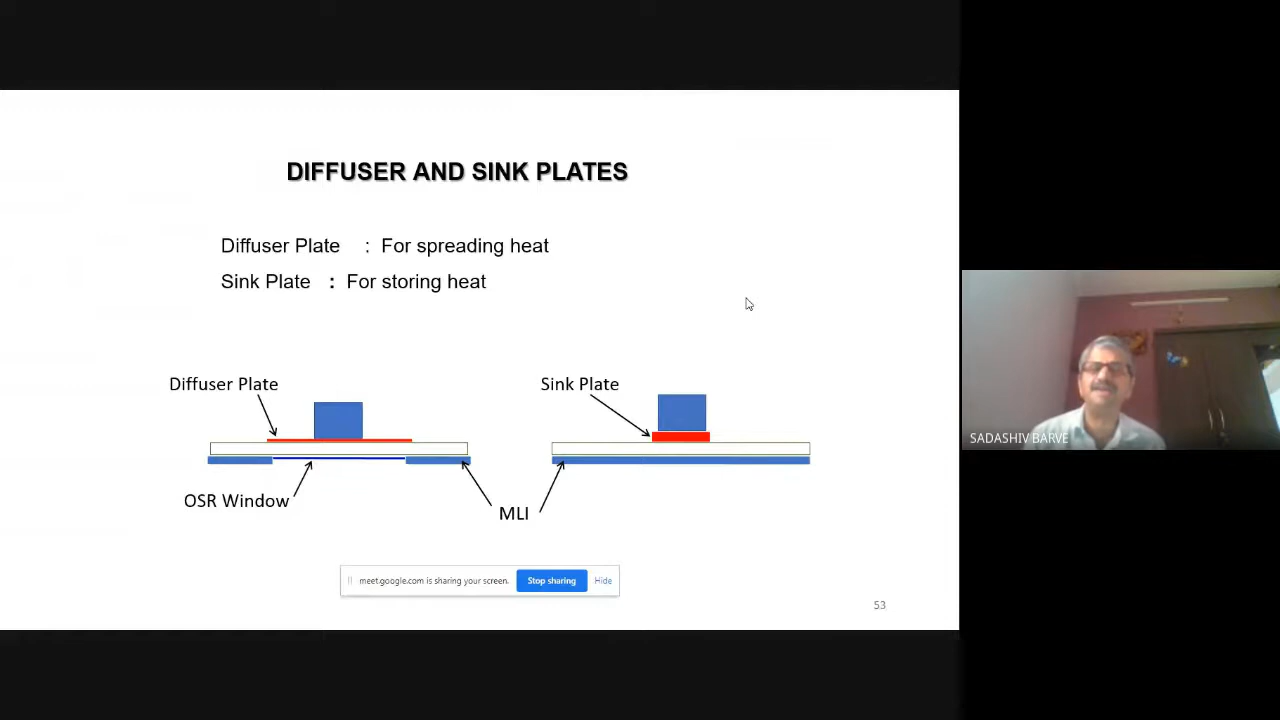 DIFFUSER AND SINK PLATES
Diffuser Plate : For spreading heat
Sink Plate : For storing heat
Diffuser Plate
Sink Plate
OSR Window
MLI
meet.google.com is sharing your screen. Stop sharing Hide
53
SADASHIV BARVE